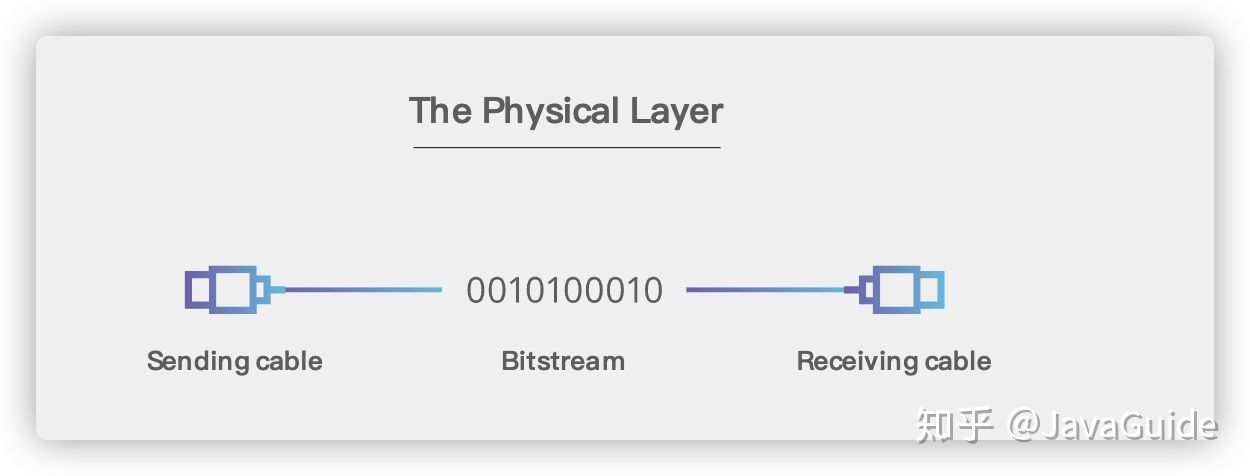 The Physical Layer
0010100010
Sending cable
Bitstream
Receiving cable
知乎 @JavaGuide